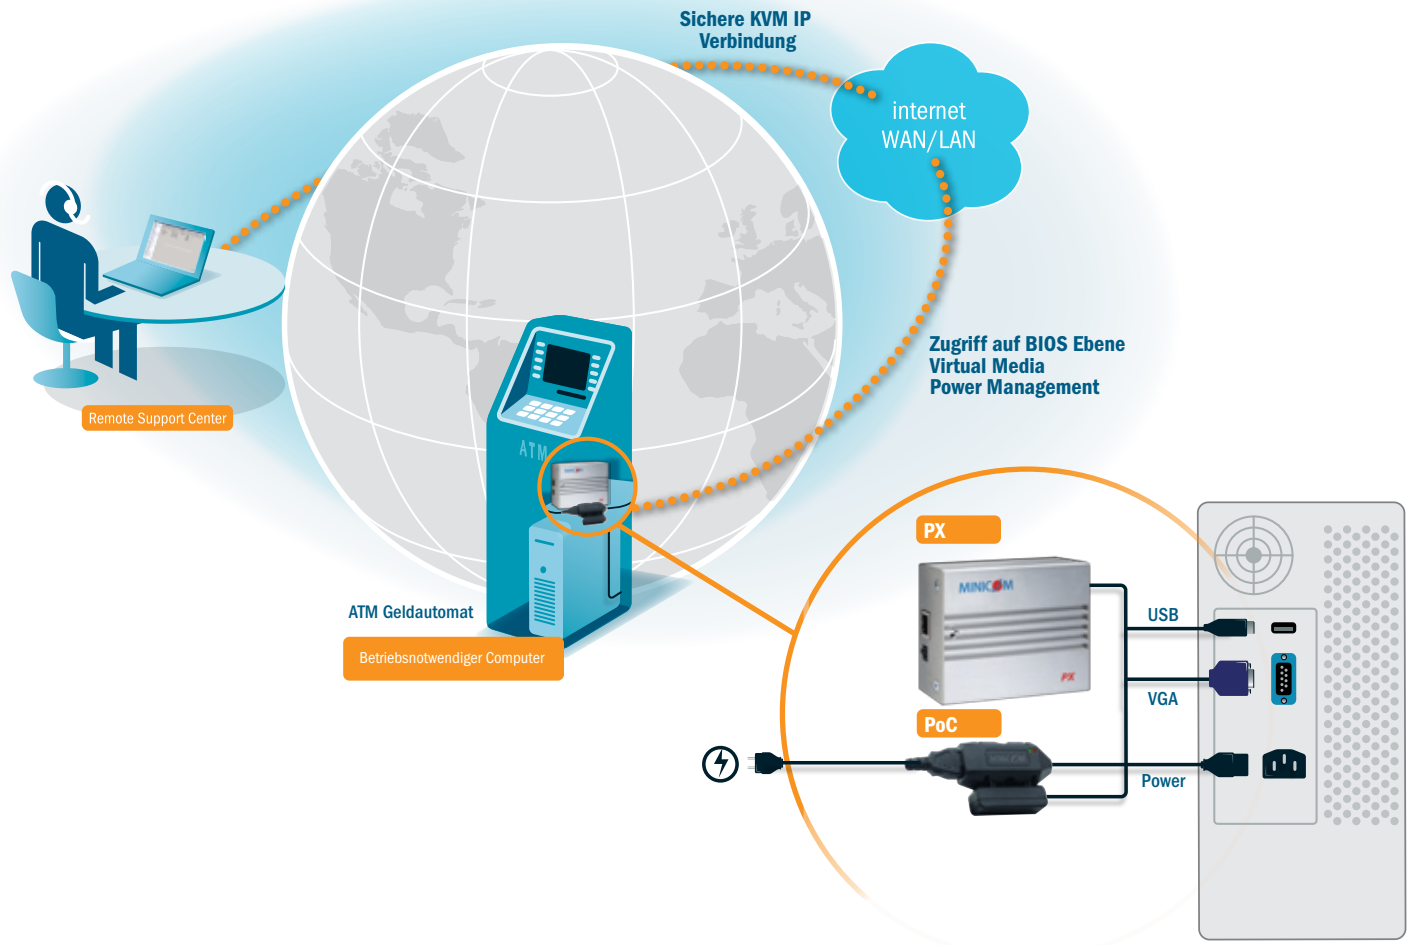 Sichere KVM IP
Verbindung
internet
WAN/LAN
Zugriff auf BIOS Ebene
Virtual Media
Power Management
Remote Support Center
ATM
MINICOM
ATM Geldautomat
Betriebsnotwendiger Computer
PX
MINICOM
PX
USB
VGA
PoC
Power